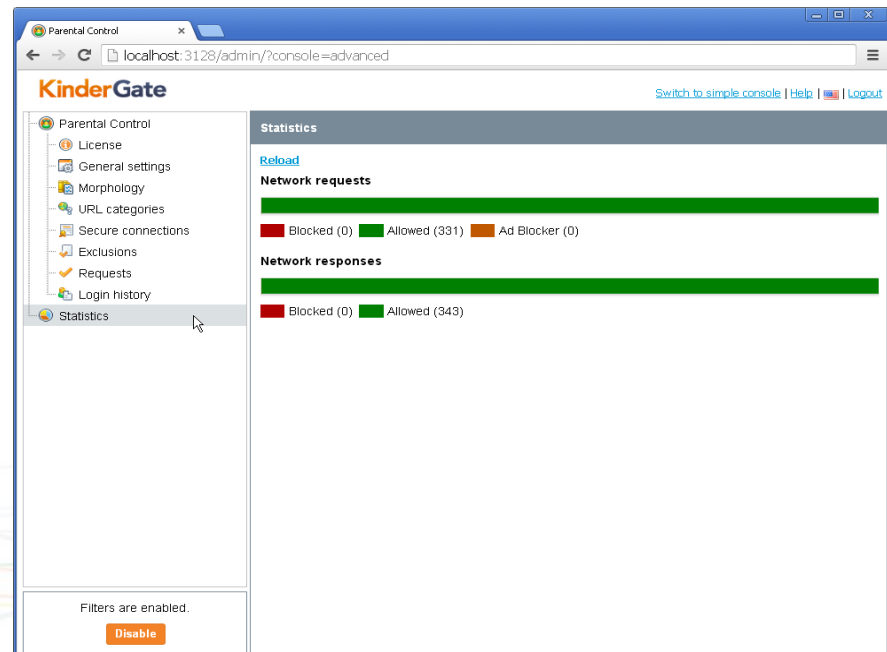 Parental Control
localhost:3128/admin/?console=advanced
KinderGate
Switch to simple console | Help | | Logout
Parental Control
License
General settings
Morphology
URL categories
Secure connections
Exclusions
Requests
Login history
Statistics
Filters are enabled.
Disable
Statistics
Reload
Network requests
Blocked (0) Allowed (331) Ad Blocker (0)
Network responses
Blocked (0) Allowed (343)